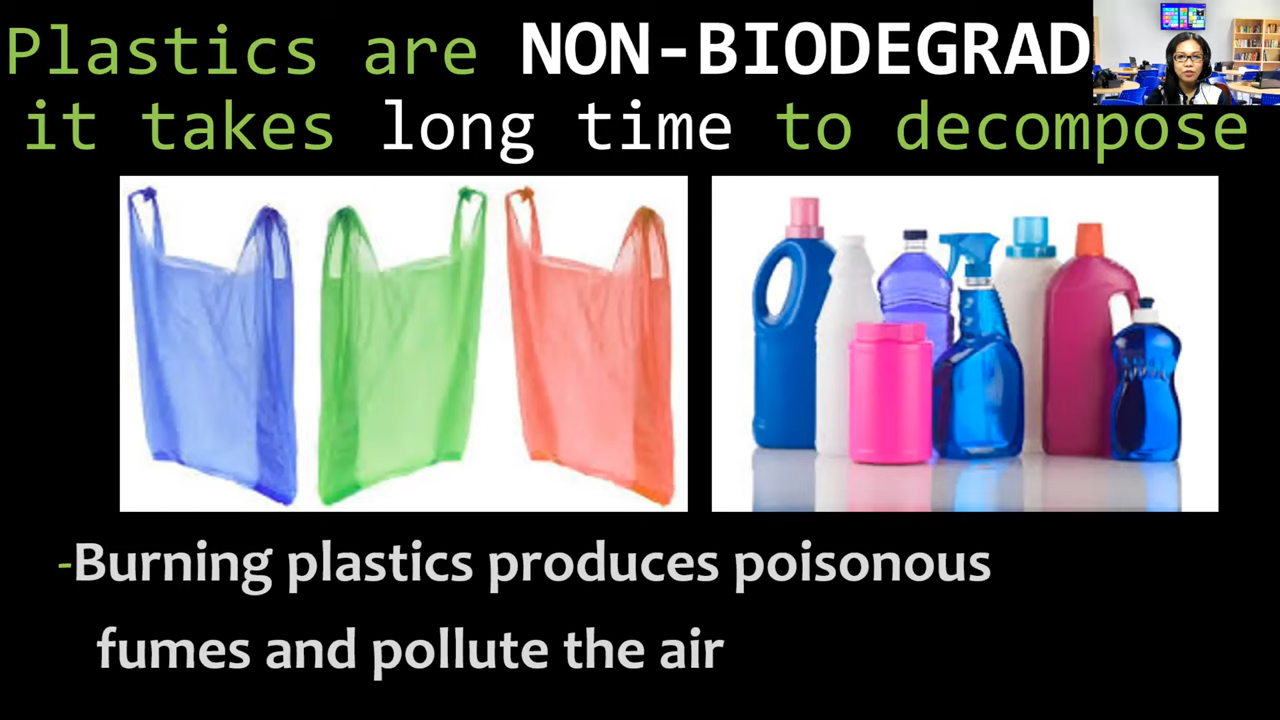 Plastics are NON-BIODEGRAD
it takes long time to decompose
-Burning plastics produces poisonous
fumes and pollute the air